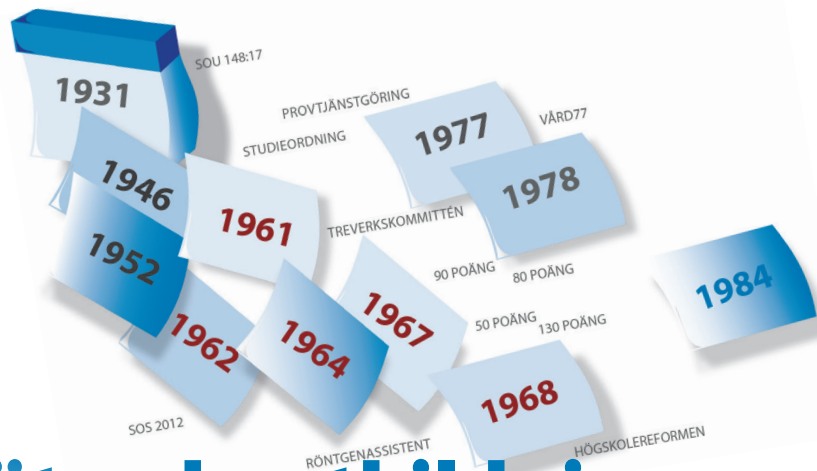 1931
SOU 148:17
PROVTJÄNSTGÖRING
STUDIEORDNING
1977
VÅRD77
1946
1978
1961
TREVERKSKOMMITTÉN
1952
90 POÄNG
80 POÄNG
1984
1962
1964
1967
50 POÄNG
130 POÄNG
1968
SOS 2012
RÖNTGENASSISTENT
HÖGSKOLEREFORMEN